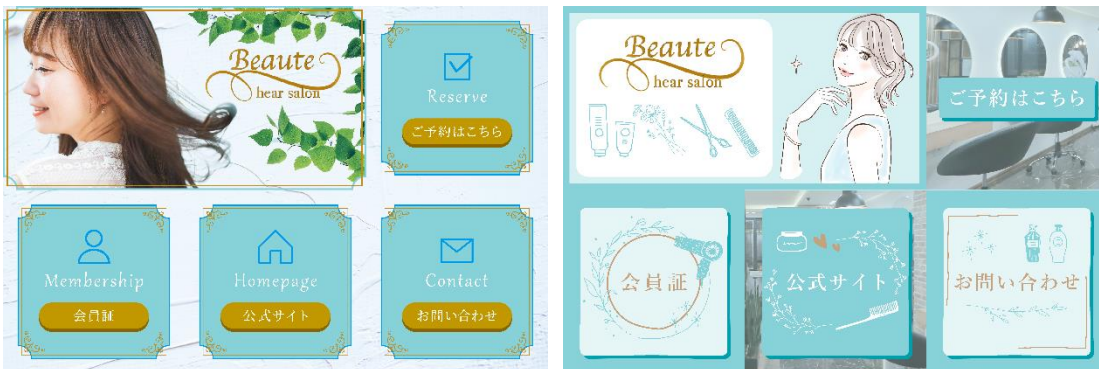 Beaute
hear salon
Reserve
ご予約はこちら
Membership
会員証
Homepage
公式サイト
Contact
お問い合わせ
Beaute
hear salon
ご予約はこちら
会員証
公式サイト
お問い合わせ